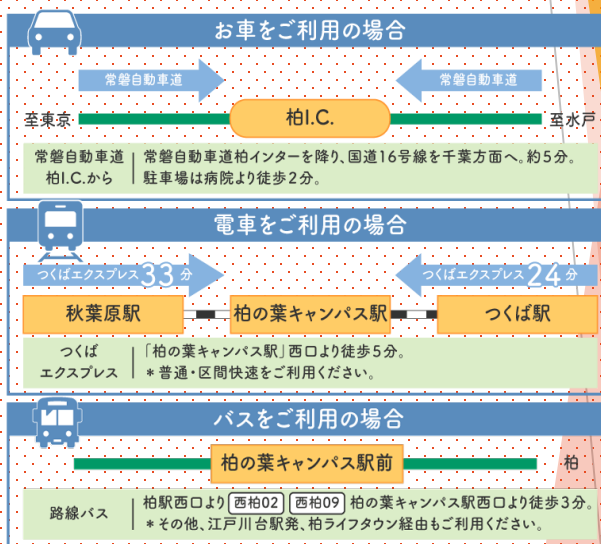 お車をご利用の場合
常磐自動車道 常磐自動車道
至東京 柏I.C. 至水戸
常磐自動車道 柏I.C.から
常磐自動車道柏インターを降り、国道16号線を千葉方面へ。約5分。
駐車場は病院より徒歩2分。
電車をご利用の場合
つくばエクスプレス33分 つくばエクスプレス24分
秋葉原駅 柏の葉キャンパス駅 つくば駅
つくば エクスプレス
「柏の葉キャンパス駅」西口より徒歩5分。
＊普通・区間快速をご利用ください。
バスをご利用の場合
柏の葉キャンパス駅前 柏
路線バス
柏駅西口より 西柏02 西柏09 柏の葉キャンパス駅西口より徒歩3分。
＊その他、江戸川台駅発、柏ライフタウン経由もご利用ください。